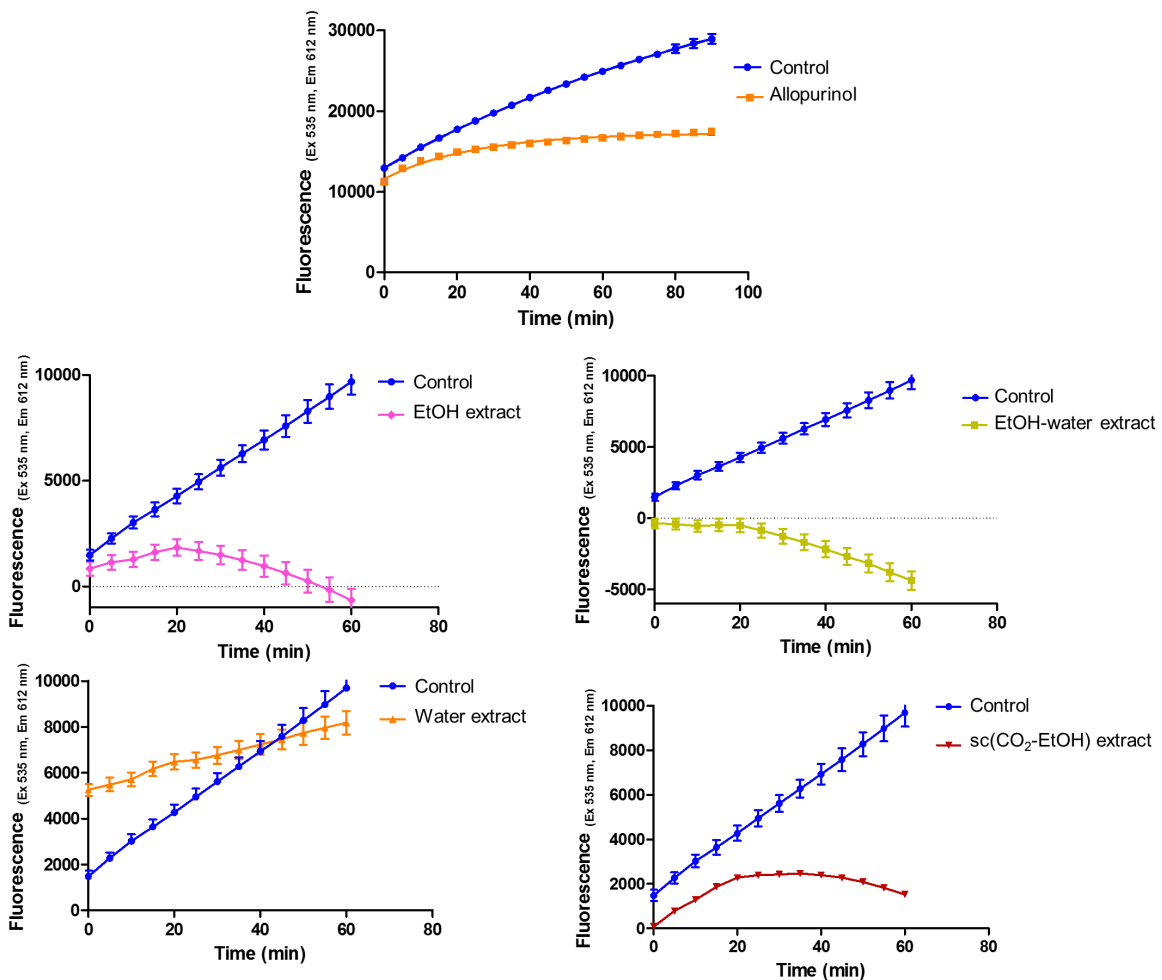 30000
20000
10000
0
0 20 40 60 80 100
Fluorescence (Ex 535 nm, Em 612 nm)
Time (min)
Control
Allopurinol
10000
5000
0
0 20 40 60 80
Fluorescence (Ex 535 nm, Em 612 nm)
Time (min)
Control
EtOH extract
10000
5000
0
-5000
0 20 40 60 80
Fluorescence (Ex 535 nm, Em 612 nm)
Time (min)
Control
EtOH-water extract
10000
8000
6000
4000
2000
0
0 20 40 60 80
Fluorescence (Ex 535 nm, Em 612 nm)
Time (min)
Control
Water extract
10000
8000
6000
4000
2000
0
0 20 40 60 80
Fluorescence (Ex 535 nm, Em 612 nm)
Time (min)
Control
sc(CO₂-EtOH) extract